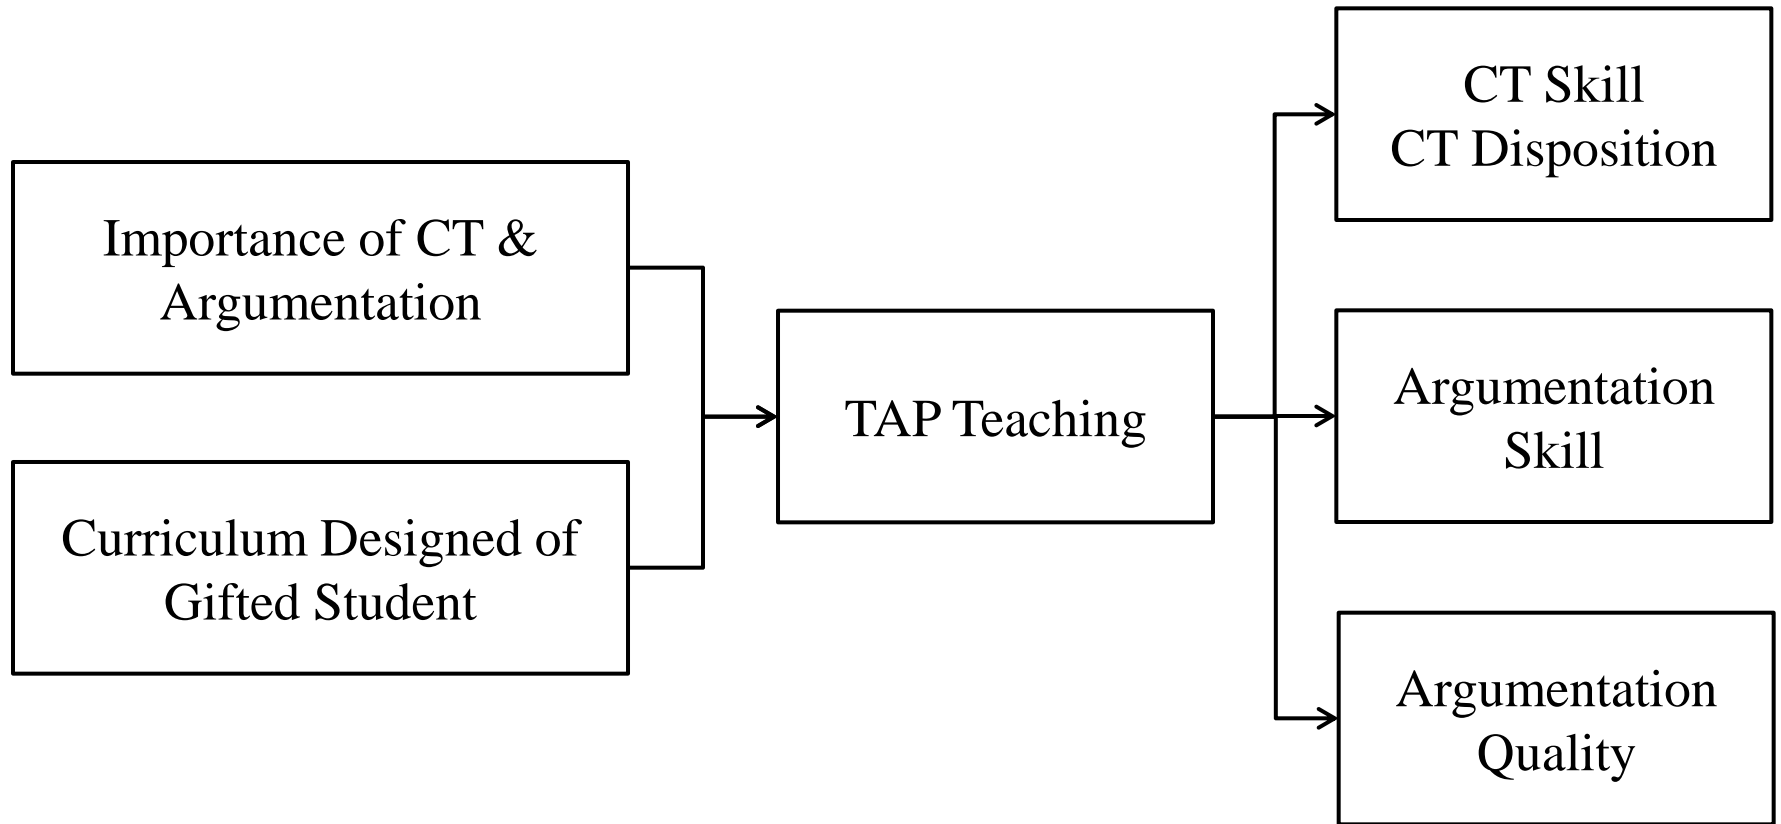 Importance of CT &
Argumentation
Curriculum Designed of
Gifted Student
TAP Teaching
CT Skill
CT Disposition
Argumentation
Skill
Argumentation
Quality